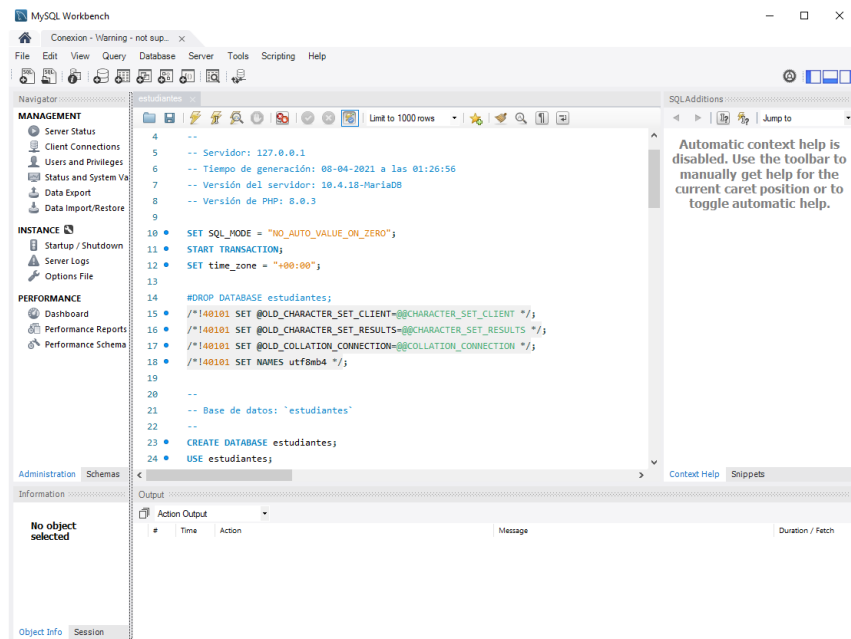 MySQL Workbench
Conexion - Warning - not sup...
File Edit View Query Database Server Tools Scripting Help
Navigator
MANAGEMENT
Server Status
Client Connections
Users and Privileges
Status and System Va
Data Export
Data Import/Restore
INSTANCE
Startup / Shutdown
Server Logs
Options File
PERFORMANCE
Dashboard
Performance Reports
Performance Schema
Administration Schemas
estudiantes
Limit to 1000 rows
4 --
5 -- Servidor: 127.0.0.1
6 -- Tiempo de generación: 08-04-2021 a las 01:26:56
7 -- Versión del servidor: 10.4.18-MariaDB
8 -- Versión de PHP: 8.0.3
9
10 SET SQL_MODE = "NO_AUTO_VALUE_ON_ZERO";
11 START TRANSACTION;
12 SET time_zone = "+00:00";
13
14 #DROP DATABASE estudiantes;
15 /*!40101 SET @OLD_CHARACTER_SET_CLIENT=@@CHARACTER_SET_CLIENT */;
16 /*!40101 SET @OLD_CHARACTER_SET_RESULTS=@@CHARACTER_SET_RESULTS */;
17 /*!40101 SET @OLD_COLLATION_CONNECTION=@@COLLATION_CONNECTION */;
18 /*!40101 SET NAMES utf8mb4 */;
19
20 --
21 -- Base de datos: `estudiantes`
22 --
23 CREATE DATABASE estudiantes;
24 USE estudiantes;
SQLAdditions
Jump to
Automatic context help is
disabled. Use the toolbar to
manually get help for the
current caret position or to
toggle automatic help.
Context Help Snippets
Information
No object
selected
Object Info Session
Output
Action Output
# Time Action Message Duration / Fetch